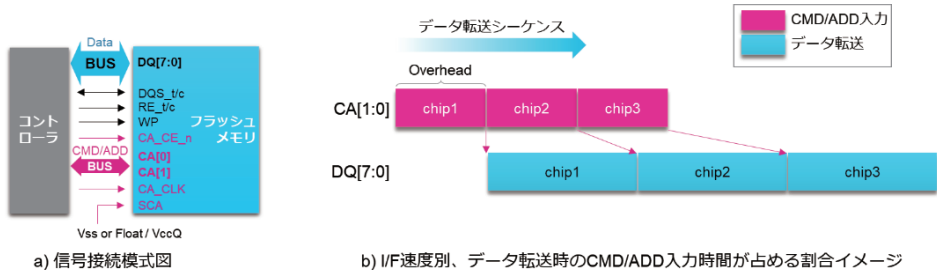 Data
BUS
DQ[7:0]
DQS_t/c
RE_t/c
WP
コント
ローラ
フラッシュ
メモリ
CA_CE_n
CMD/ADD
BUS
CA[0]
CA[1]
CA_CLK
SCA
Vss or Float / VccQ
a) 信号接続模式図
データ転送シーケンス
CMD/ADD入力
データ転送
Overhead
CA[1:0]
chip1
chip2
chip3
DQ[7:0]
chip1
chip2
chip3
b) I/F速度別、データ転送時のCMD/ADD入力時間が占める割合イメージ